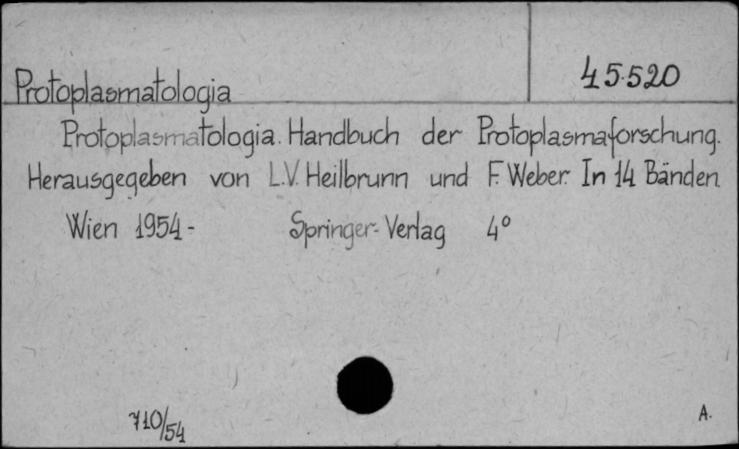 Protoplasmatologia
45.520
Protoplasmatologia. Handbuch der Protoplasmaforschung.
Herausgegeben von L.V. Heilbrunn und F. Weber. In 14 Bänden.
Wien 1954- Springer-Verlag 4°
710/54
A.